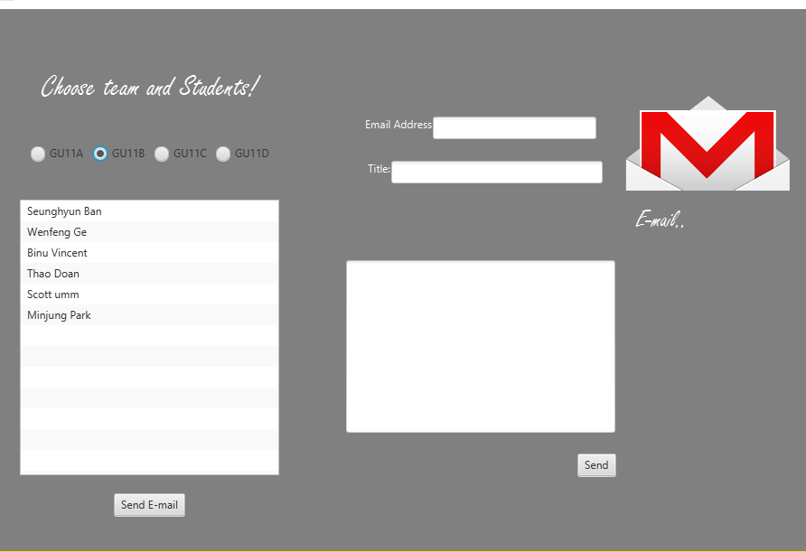 Choose team and Students!
GU11A GU11B GU11C GU11D
Seunghyun Ban
Wenfeng Ge
Binu Vincent
Thao Doan
Scott umm
Minjung Park
Send E-mail
Email Address
Title:
Send
E-mail..